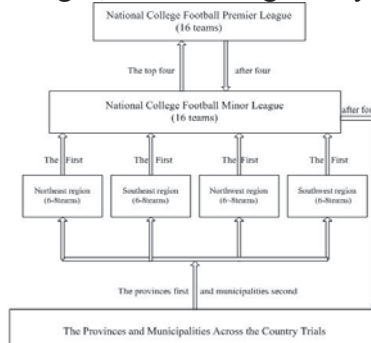 National College Football Premier League
(16 teams)
The top four
after four
National College Football Minor League
(16 teams)
after four
The First
The First
The First
The First
Northeast region
(6-8teams)
Southeast region
(6-8teams)
Northwest region
(6-8teams)
Southwest region
(6-8teams)
The provinces first and municipalities second
The Provinces and Municipalities Across the Country Trials